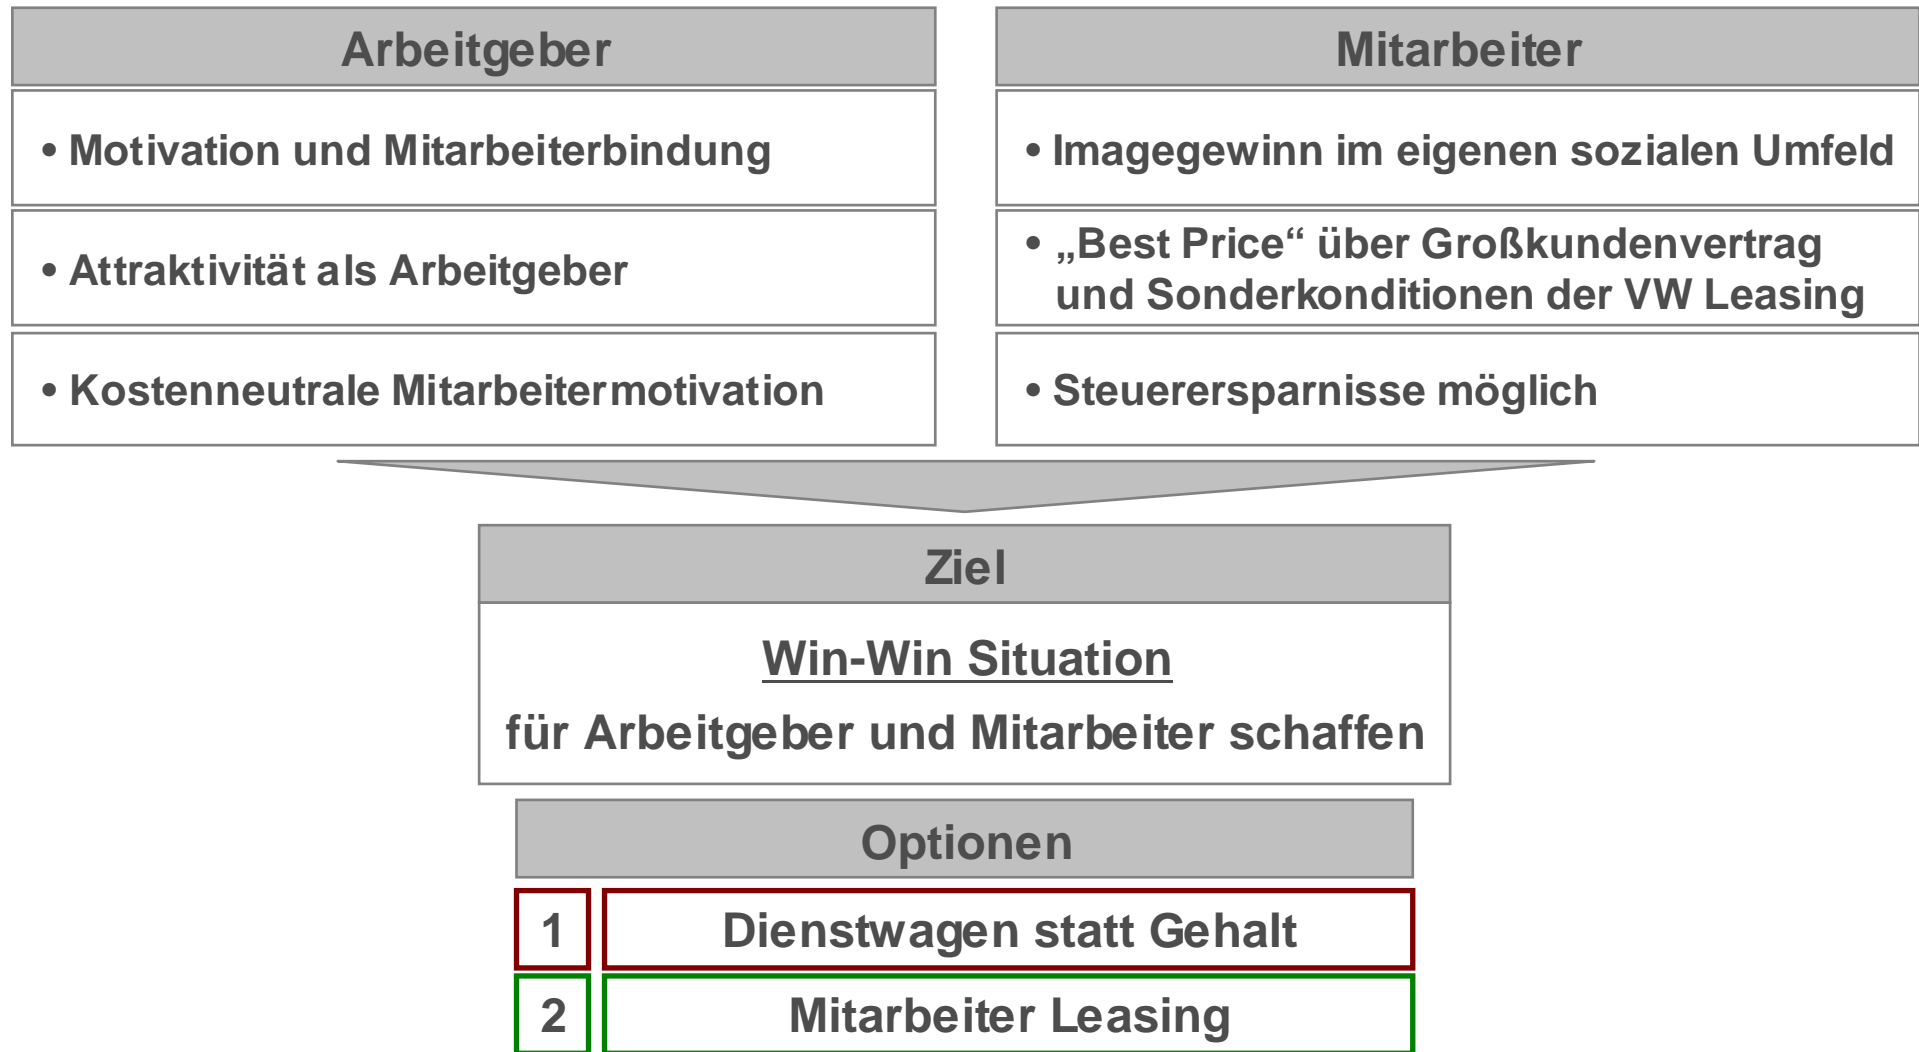 Arbeitgeber
• Motivation und Mitarbeiterbindung
• Attraktivität als Arbeitgeber
• Kostenneutrale Mitarbeitermotivation
Mitarbeiter
• Imagegewinn im eigenen sozialen Umfeld
• „Best Price“ über Großkundenvertrag
und Sonderkonditionen der VW Leasing
• Steuerersparnisse möglich
Ziel
Win-Win Situation
für Arbeitgeber und Mitarbeiter schaffen
Optionen
1 Dienstwagen statt Gehalt
2 Mitarbeiter Leasing